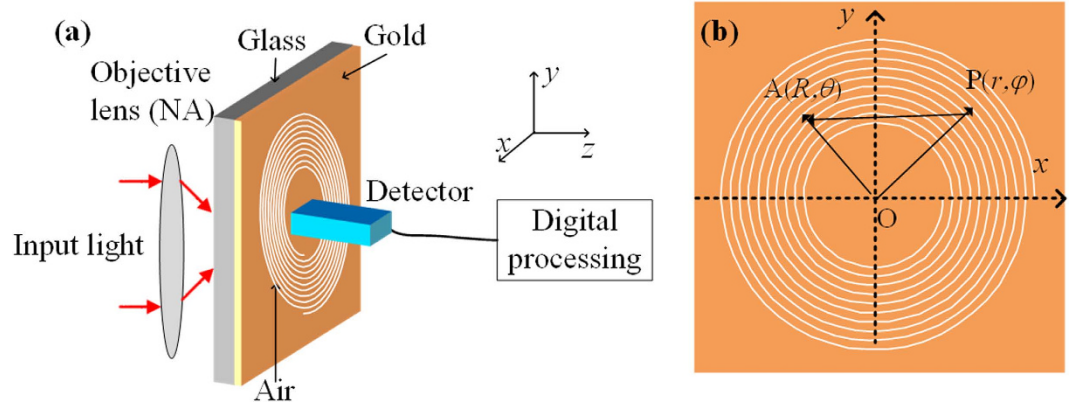 (a)
Glass
Gold
Objective
lens (NA)
Input light
Detector
Digital
processing
Air
y
x
z
(b)
y
A(R,θ)
P(r,φ)
x
O